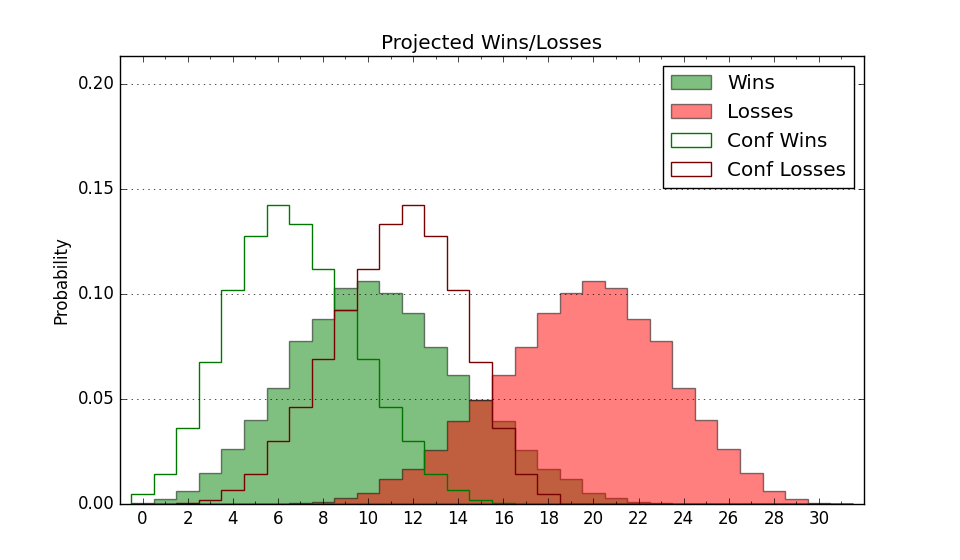 Projected Wins/Losses
Wins
Losses
Conf Wins
Conf Losses
Probability
0.20
0.15
0.10
0.05
0.00
0 2 4 6 8 10 12 14 16 18 20 22 24 26 28 30